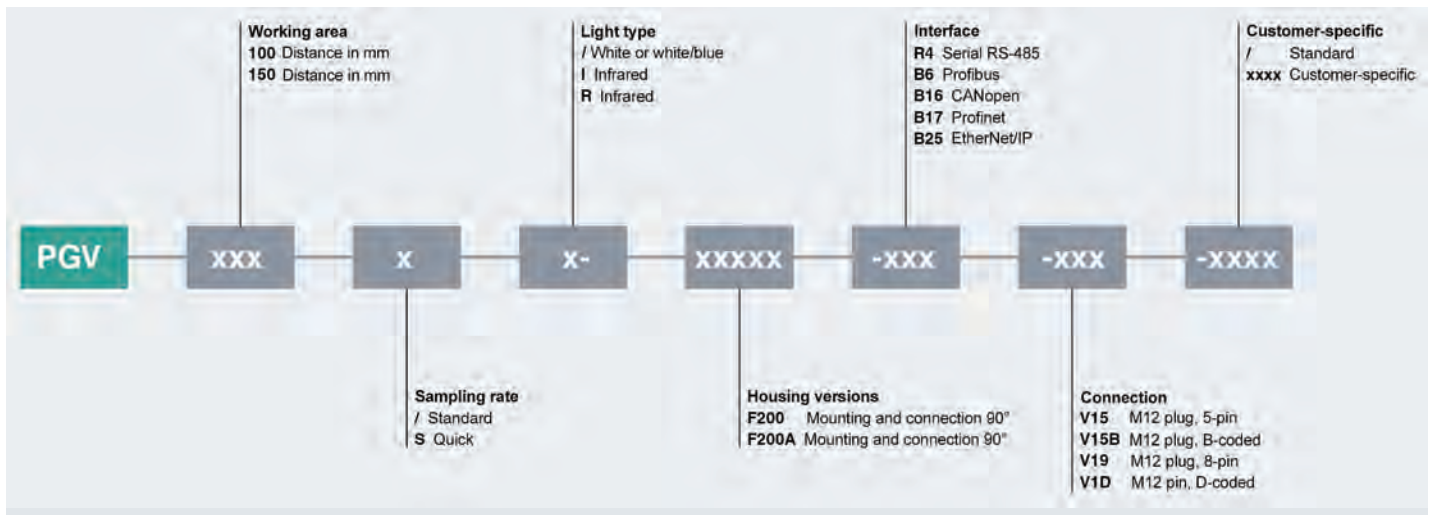 Working area
100 Distance in mm
150 Distance in mm
Light type
/ White or white/blue
I Infrared
R Infrared
Interface
R4 Serial RS-485
B6 Profibus
B16 CANopen
B17 Profinet
B25 EtherNet/IP
Customer-specific
/ Standard
xxxx Customer-specific
PGV xxx x x- xxxxx -xxx -xxx -xxxx
Sampling rate
/ Standard
S Quick
Housing versions
F200 Mounting and connection 90°
F200A Mounting and connection 90°
Connection
V15 M12 plug, 5-pin
V15B M12 plug, B-coded
V19 M12 plug, 8-pin
V1D M12 pin, D-coded